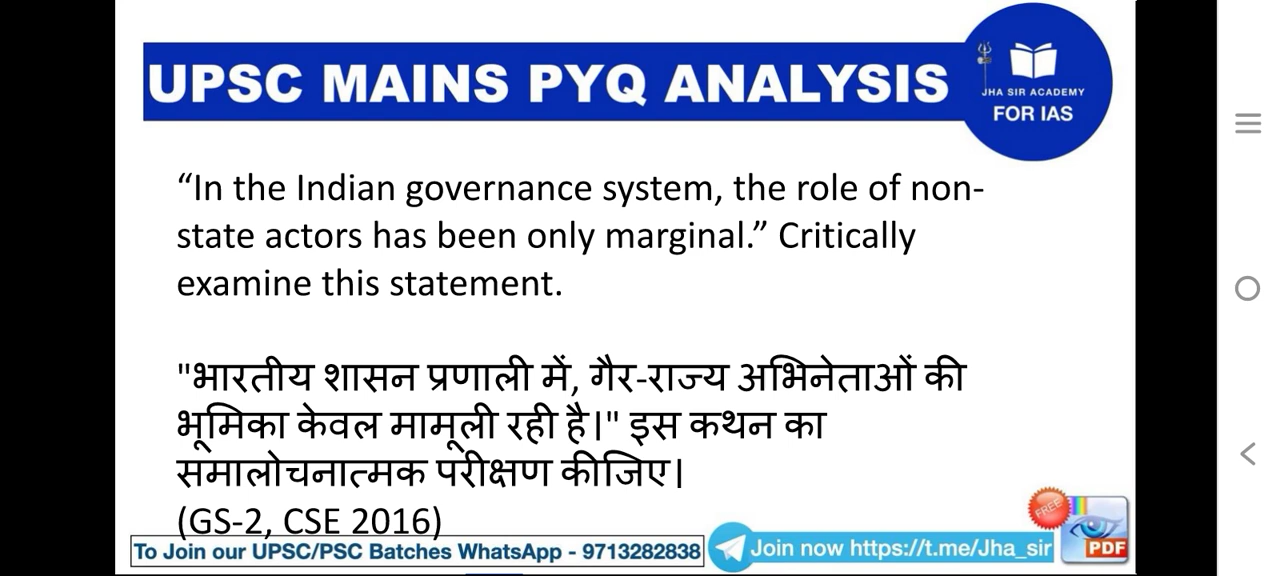 UPSC MAINS PYQ ANALYSIS
JHA SIR ACADEMY
FOR IAS
“In the Indian governance system, the role of non-
state actors has been only marginal.” Critically
examine this statement.
"भारतीय शासन प्रणाली में, गैर-राज्य अभिनेताओं की
भूमिका केवल मामूली रही है।" इस कथन का
समालोचनात्मक परीक्षण कीजिए।
(GS-2, CSE 2016)
To Join our UPSC/PSC Batches WhatsApp - 9713282838
Join now https://t.me/Jha_sir
FREE
PDF